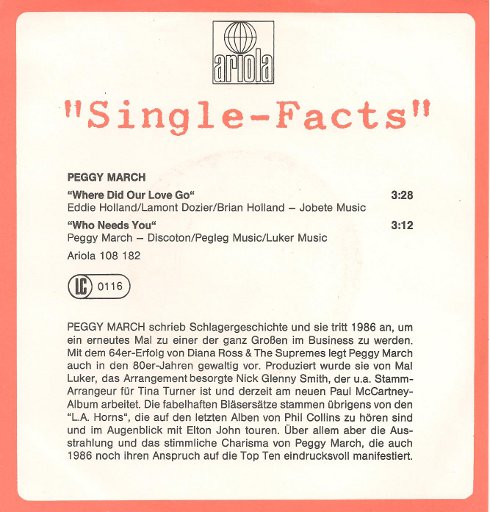 ariola
"Single-Facts"
PEGGY MARCH
"Where Did Our Love Go" 3:28
Eddie Holland/Lamont Dozier/Brian Holland – Jobete Music
"Who Needs You" 3:12
Peggy March – Discoton/Pegleg Music/Luker Music
Ariola 108 182
LC 0116
PEGGY MARCH schrieb Schlagergeschichte und sie tritt 1986 an, um
ein erneutes Mal zu einer der ganz Großen im Business zu werden.
Mit dem 64er-Erfolg von Diana Ross & The Supremes legt Peggy March
auch in den 80er-Jahren gewaltig vor. Produziert wurde sie von Mal
Luker, das Arrangement besorgte Nick Glenny Smith, der u.a. Stamm-
Arrangeur für Tina Turner ist und derzeit am neuen Paul McCartney-
Album arbeitet. Die fabelhaften Bläsersätze stammen übrigens von den
"L.A. Horns", die auf den letzten Alben von Phil Collins zu hören sind
und im Augenblick mit Elton John touren. Über allem aber die Aus-
strahlung und das stimmliche Charisma von Peggy March, die auch
1986 noch ihren Anspruch auf die Top Ten eindrucksvoll manifestiert.